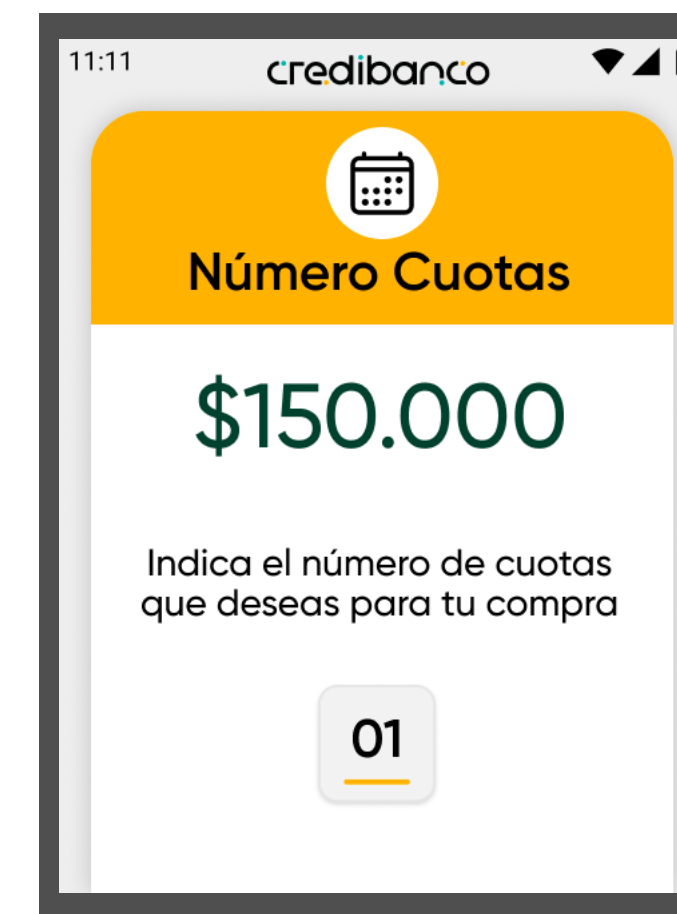 11:11
credibanco
Número Cuotas
$150.000
Indica el número de cuotas
que deseas para tu compra
01